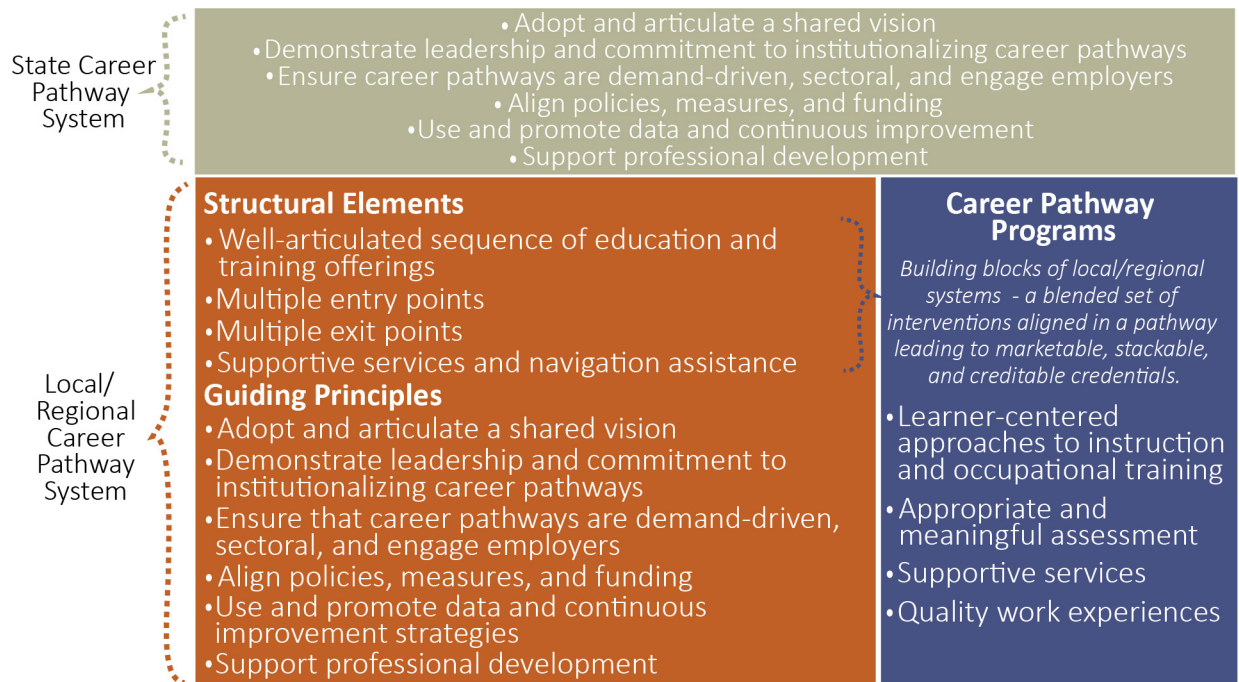 State Career
Pathway
System
• Adopt and articulate a shared vision
•Demonstrate leadership and commitment to institutionalizing career pathways
•Ensure career pathways are demand-driven, sectoral, and engage employers
• Align policies, measures, and funding
•Use and promote data and continuous improvement
• Support professional development
Local/
Regional
Career
Pathway
System
Structural Elements
• Well-articulated sequence of education and
training offerings
•Multiple entry points
•Multiple exit points
•Supportive services and navigation assistance
Guiding Principles
•Adopt and articulate a shared vision
•Demonstrate leadership and commitment to
institutionalizing career pathways
•Ensure that career pathways are demand-driven,
sectoral, and engage employers
•Align policies, measures, and funding
•Use and promote data and continuous
improvement strategies
•Support professional development
Career Pathway
Programs
Building blocks of local/regional
systems - a blended set of
interventions aligned in a pathway
leading to marketable, stackable,
and creditable credentials.
•Learner-centered
approaches to instruction
and occupational training
•Appropriate and
meaningful assessment
•Supportive services
•Quality work experiences